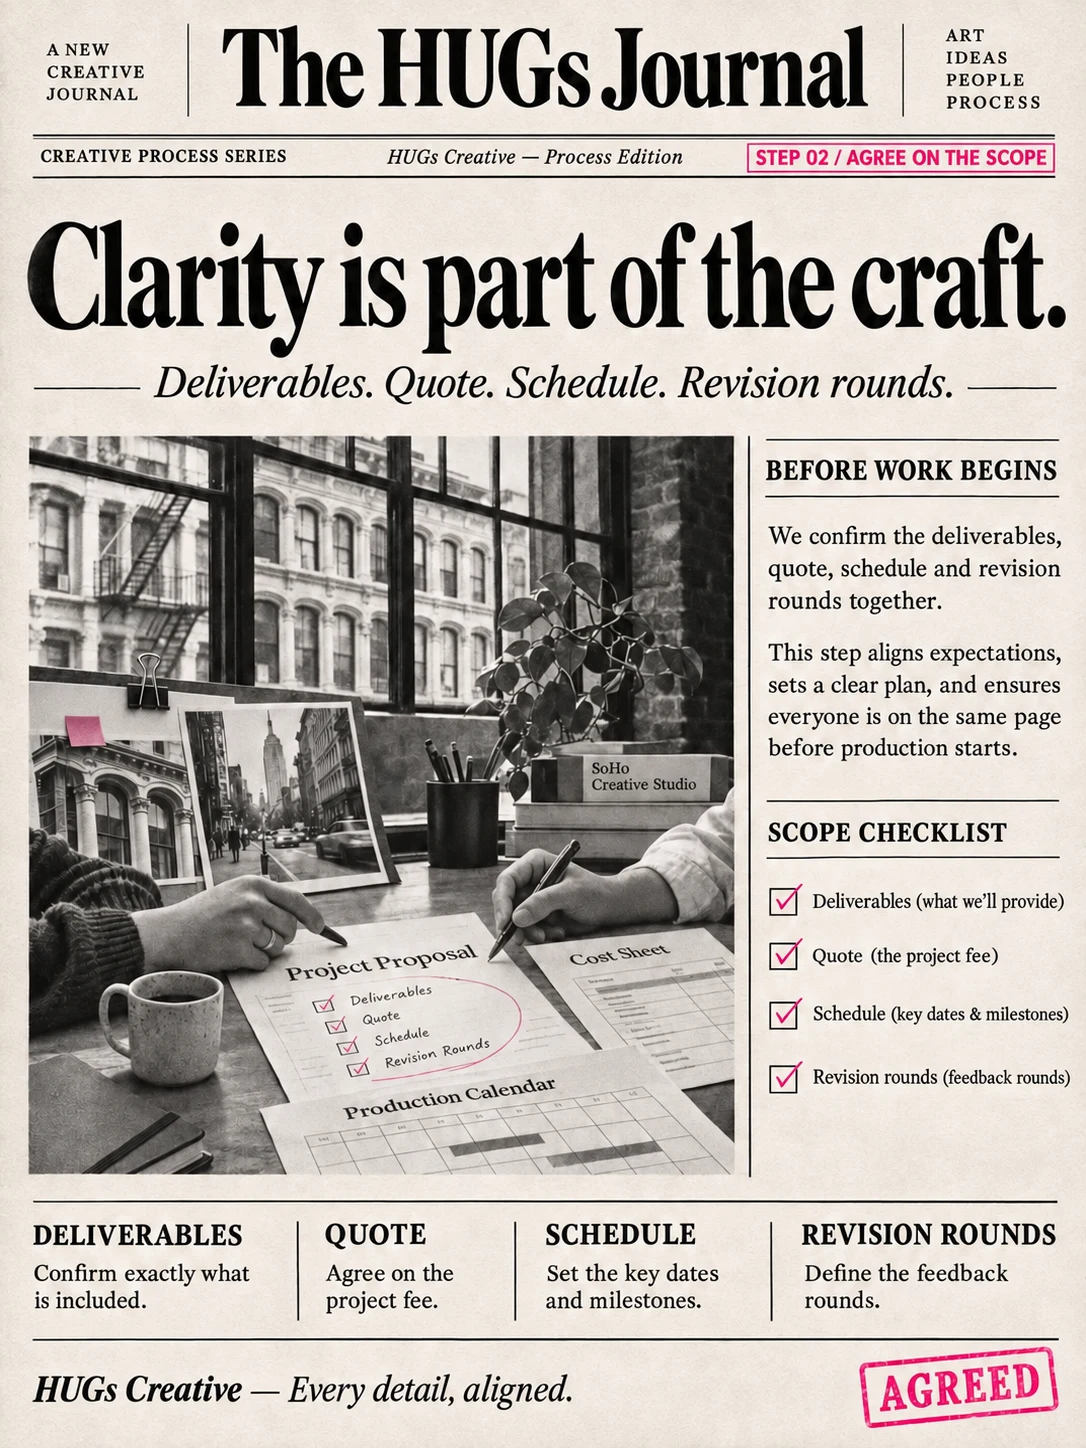 A NEW
CREATIVE
JOURNAL
The HUGs Journal
ART
IDEAS
PEOPLE
PROCESS
CREATIVE PROCESS SERIES
HUGs Creative — Process Edition
STEP 02 / AGREE ON THE SCOPE
Clarity is part of the craft.
Deliverables. Quote. Schedule. Revision rounds.
SoHo
Creative Studio
Project Proposal
Deliverables
Quote
Schedule
Revision Rounds
Cost Sheet
Production Calendar
BEFORE WORK BEGINS
We confirm the deliverables,
quote, schedule and revision
rounds together.
This step aligns expectations,
sets a clear plan, and ensures
everyone is on the same page
before production starts.
SCOPE CHECKLIST
Deliverables (what we’ll provide)
Quote (the project fee)
Schedule (key dates & milestones)
Revision rounds (feedback rounds)
DELIVERABLES
Confirm exactly what
is included.
QUOTE
Agree on the
project fee.
SCHEDULE
Set the key dates
and milestones.
REVISION ROUNDS
Define the feedback
rounds.
HUGs Creative — Every detail, aligned.
AGREED